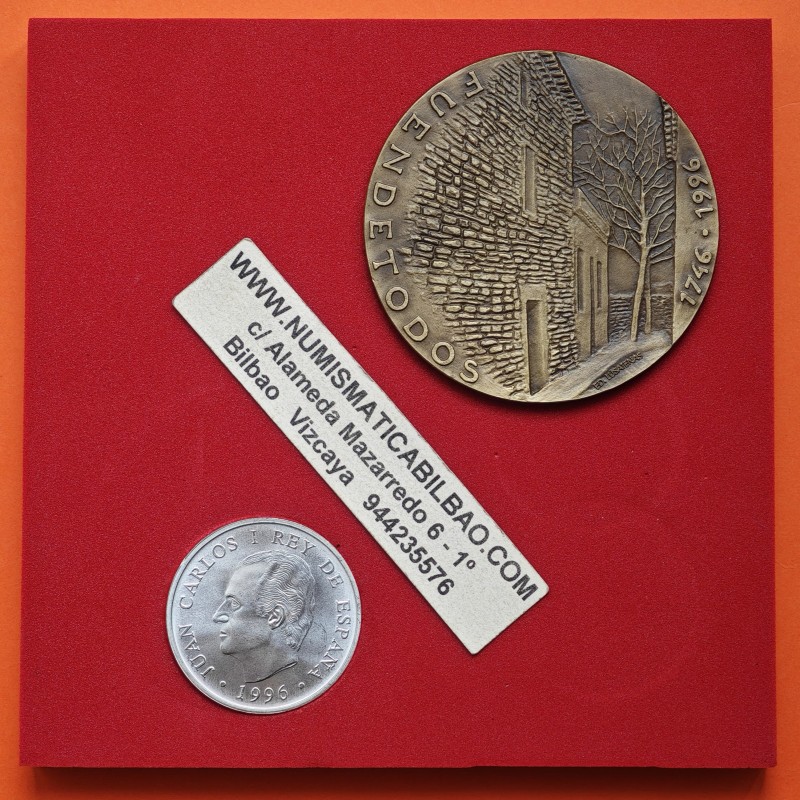 FUENDETODOS
1746 · 1996
WWW.NUMISMATICABILBAO.COM
c/ Alameda Mazarredo 6 - 1º
Bilbao Vizcaya 944235576
JUAN CARLOS I REY DE ESPAÑA
1996